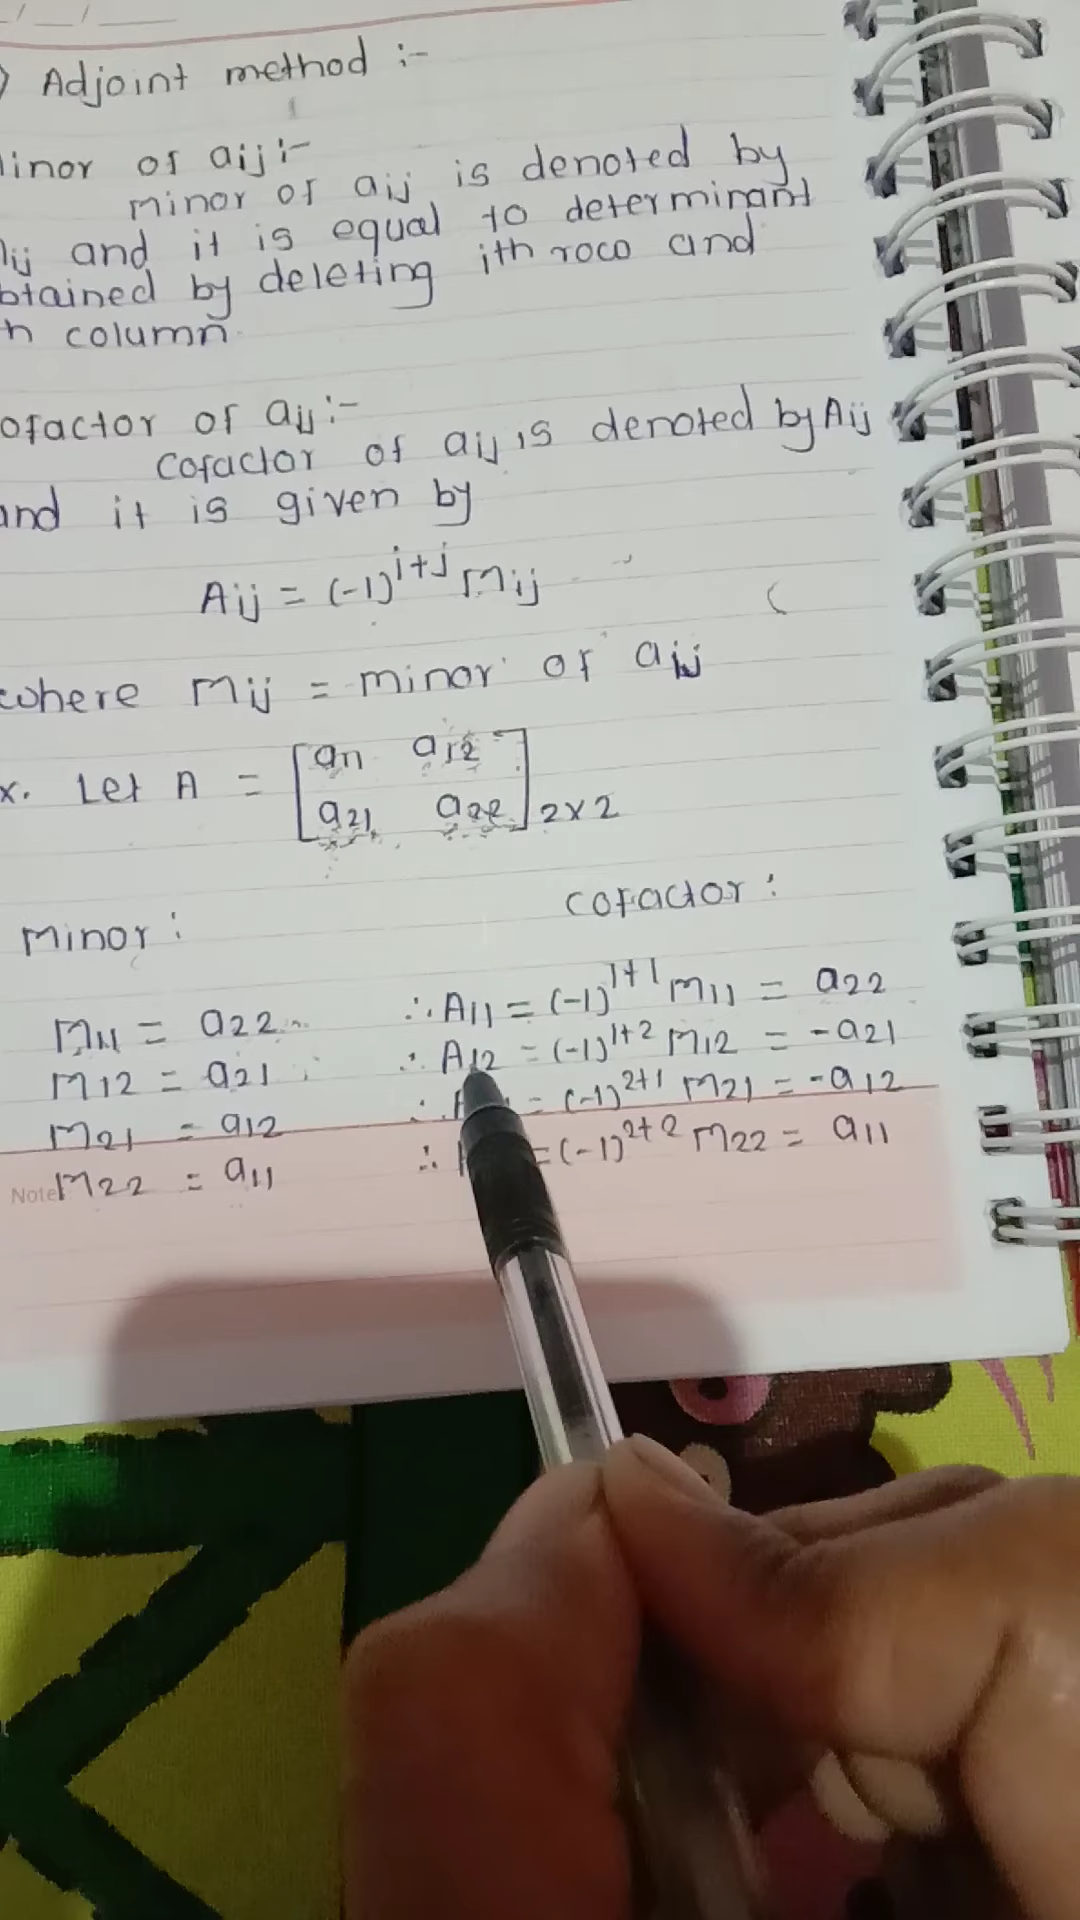 Adjoint method :-
inor of aij :-
minor of aij is denoted by
ij and it is equal to determinant
btained by deleting ith row and
h column
ofactor of aij :-
cofactor of aij is denoted by Aij
and it is given by
Aij = (-1)^i+j mij
where mij = minor of aij
x. Let A = [a11 a12
a21 a22] 2x2
cofactor :
Minor :
m11 = a22 ∴ A11 = (-1)^1+1 m11 = a22
m12 = a21 ∴ A12 = (-1)^1+2 m12 = -a21
m21 = a12 ∴ = (-1)^2+1 m21 = -a12
Note m22 = a11 ∴ = (-1)^2+2 m22 = a11